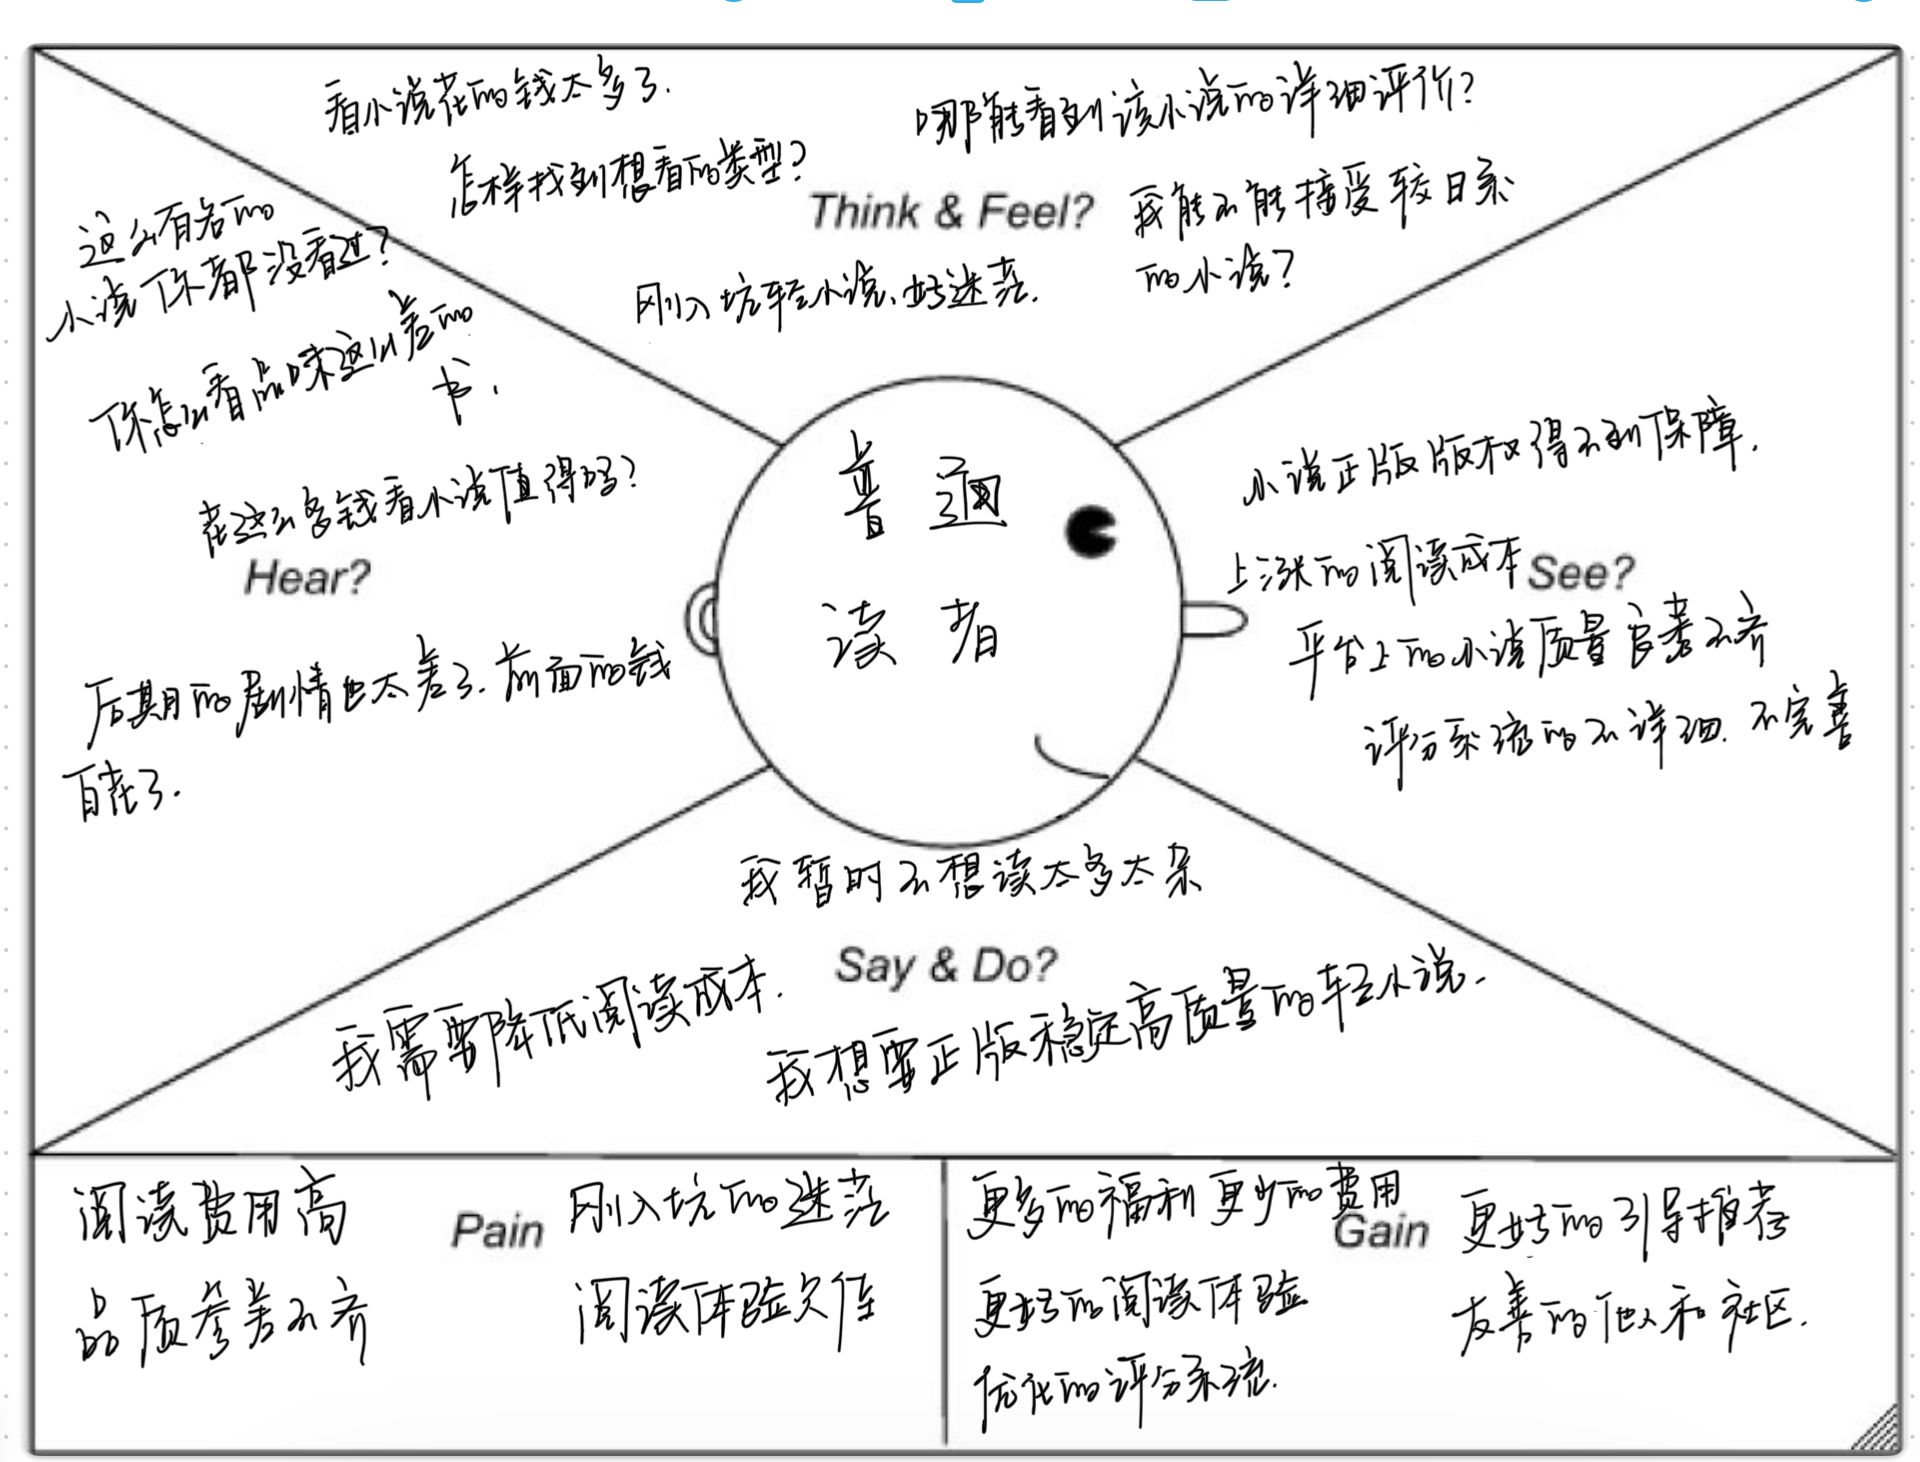 看小说花的钱太多了.
哪能看到该小说的详细评价?
怎样找到想看的类型?
Think & Feel?
我能不能接受较日系
的小说?
刚入坑轻小说、好迷茫.
这么有名的
小说你都没看过?
你怎么看品味这么差的
书.
花这么多钱看小说值得吗?
Hear?
后期的剧情也太差了. 前面的钱
白花了.
普通
读者
小说正版版权得不到保障.
上涨的阅读成本
See?
平台上的小说质量良莠不齐
评分系统的不详细. 不完善
我暂时不想读太多太杂
Say & Do?
我需要降低阅读成本.
我想要正版稳定高质量的轻小说.
阅读费用高
Pain
刚入坑的迷茫
品质参差不齐
阅读体验欠佳
更多的福利 更少的费用
Gain
更好的引导推荐
更好的阅读体验
友善的他人和社区.
优化的评分系统.